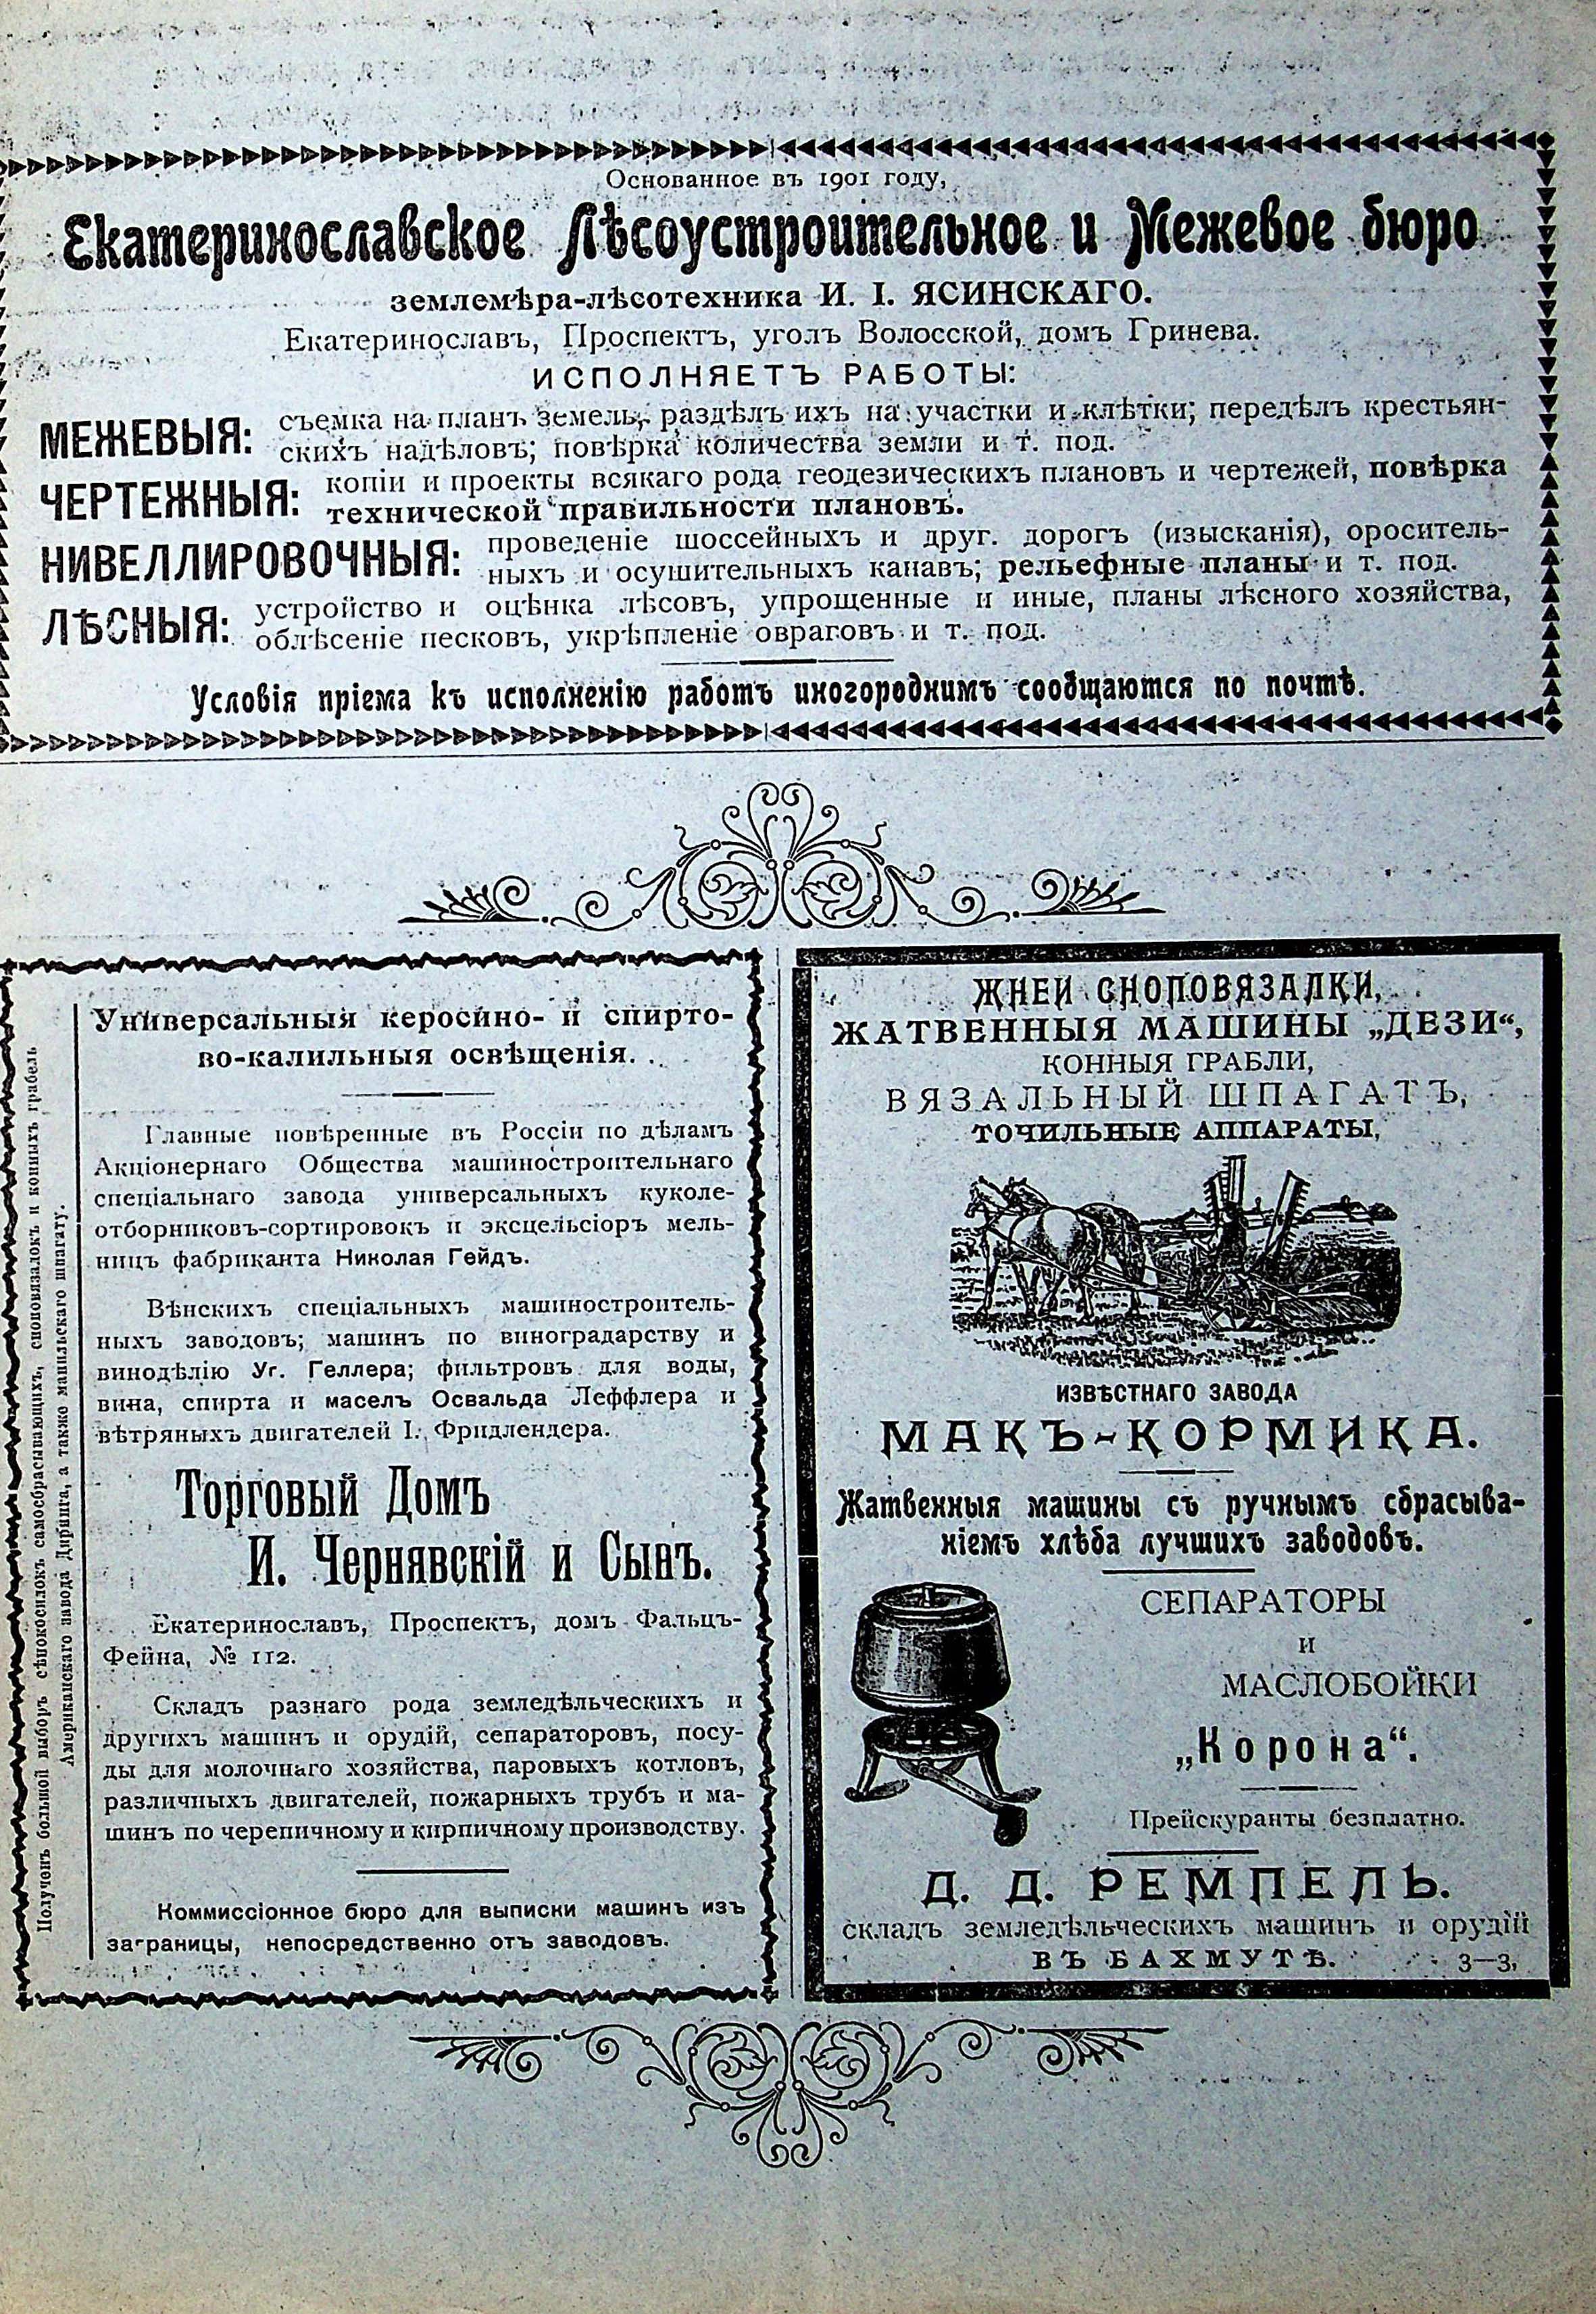 Основанное въ 1901 году,
Екатеринославское Лѣсоустроительное и Межевое бюро
землемѣра-лѣсотехника И. І. ЯСИНСКАГО.
Екатеринославъ, Проспектъ, уголъ Волосской, домъ Гринева.
ИСПОЛНЯЕТЪ РАБОТЫ:
МЕЖЕВЫЯ: съемка на планъ земель, раздѣлъ ихъ на участки и клѣтки; передѣлъ крестьян-
скихъ надѣловъ; повѣрка количества земли и т. под.
ЧЕРТЕЖНЫЯ: копіи и проекты всякаго рода геодезическихъ плановъ и чертежей, повѣрка
технической правильности плановъ.
НИВЕЛЛИРОВОЧНЫЯ: проведеніе шоссейныхъ и друг. дорогъ (изысканія), ороситель-
ныхъ и осушительныхъ канавъ; рельефные планы и т. под.
ЛѢСНЫЯ: устройство и оцѣнка лѣсовъ, упрощенные и иные, планы лѣсного хозяйства,
облѣсеніе песковъ, укрѣпленіе овраговъ и т. под.
Условія пріема къ исполненію работъ иногороднимъ сообщаются по почтѣ.
Полученъ большой выборъ сѣнокосилокъ самосбрасывающихъ, сноповязалокъ и конныхъ грабель
Американскаго завода Диринга, а также манильскаго шпагату.
Универсальныя керосино- и спирто-
во-калильныя освѣщенія.
Главные повѣренные въ Россіи по дѣламъ
Акціонернаго Общества машиностроительнаго
спеціальнаго завода универсальныхъ куколе-
отборниковъ-сортировокъ и эксцельсіоръ мель-
ницъ фабриканта Николая Гейдъ.
Вѣнскихъ спеціальныхъ машиностроитель-
ныхъ заводовъ; машинъ по виноградарству и
винодѣлію Уг. Геллера; фильтровъ для воды,
вина, спирта и маселъ Освальда Леффлера и
вѣтряныхъ двигателей І. Фридлендера.
Торговый Домъ
И. Чернявскій и Сынъ.
Екатеринославъ, Проспектъ, домъ Фальцъ-
Фейна, № 112.
Складъ разнаго рода земледѣльческихъ и
другихъ машинъ и орудій, сепараторовъ, посу-
ды для молочнаго хозяйства, паровыхъ котловъ,
различныхъ двигателей, пожарныхъ трубъ и ма-
шинъ по черепичному и кирпичному производству.
Коммиссіонное бюро для выписки машинъ изъ
заграницы, непосредственно отъ заводовъ.
ЖНЕИ СНОПОВЯЗАЛКИ,
ЖАТВЕННЫЯ МАШИНЫ „ДЕЗИ“,
КОННЫЯ ГРАБЛИ,
ВЯЗАЛЬНЫЙ ШПАГАТЪ,
ТОЧИЛЬНЫЕ АППАРАТЫ,
ИЗВѢСТНАГО ЗАВОДА
МАКЪ-КОРМИКА.
Жатвенныя машины съ ручнымъ сбрасыва-
ніемъ хлѣба лучшихъ заводовъ.
СЕПАРАТОРЫ
И
МАСЛОБОЙКИ
„Корона“.
Прейскуранты безплатно.
Д. Д. РЕМПЕЛЬ.
складъ земледѣльческихъ машинъ и орудій
ВЪ БАХМУТѢ. 3—3,